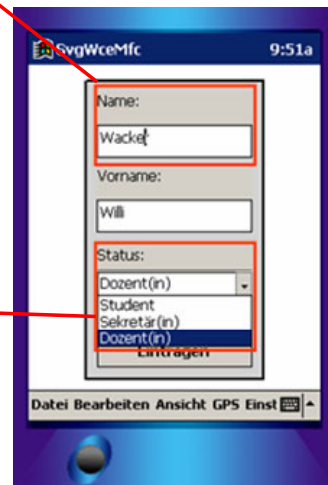 SvgWceMfc 9:51a
Name:
Wacker
Vorname:
Willi
Status:
Dozent(in)
Student
Sekretär(in)
Dozent(in)
Eintragen
Datei Bearbeiten Ansicht GPS Einst